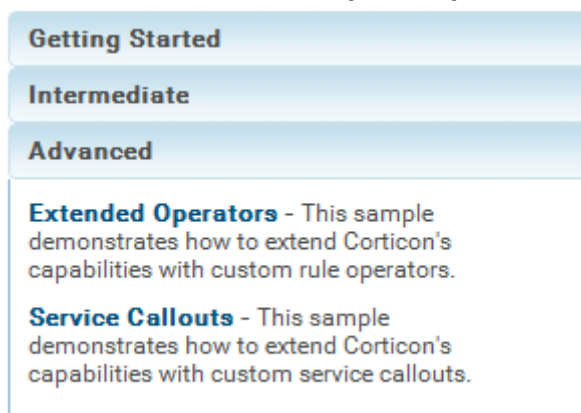 Getting Started
Intermediate
Advanced
Extended Operators - This sample
demonstrates how to extend Corticon's
capabilities with custom rule operators.
Service Callouts - This sample
demonstrates how to extend Corticon's
capabilities with custom service callouts.